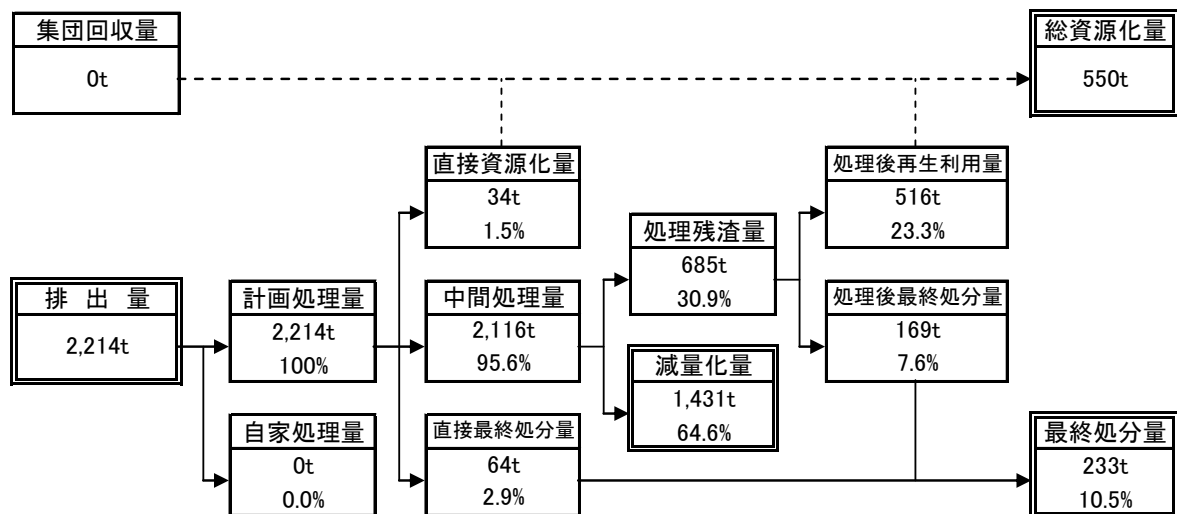 集団回収量
0t
総資源化量
550t
直接資源化量
34t
1.5%
処理後再生利用量
516t
23.3%
処理残渣量
685t
30.9%
排 出 量
2,214t
計画処理量
2,214t
100%
中間処理量
2,116t
95.6%
処理後最終処分量
169t
7.6%
減量化量
1,431t
64.6%
自家処理量
0t
0.0%
直接最終処分量
64t
2.9%
最終処分量
233t
10.5%